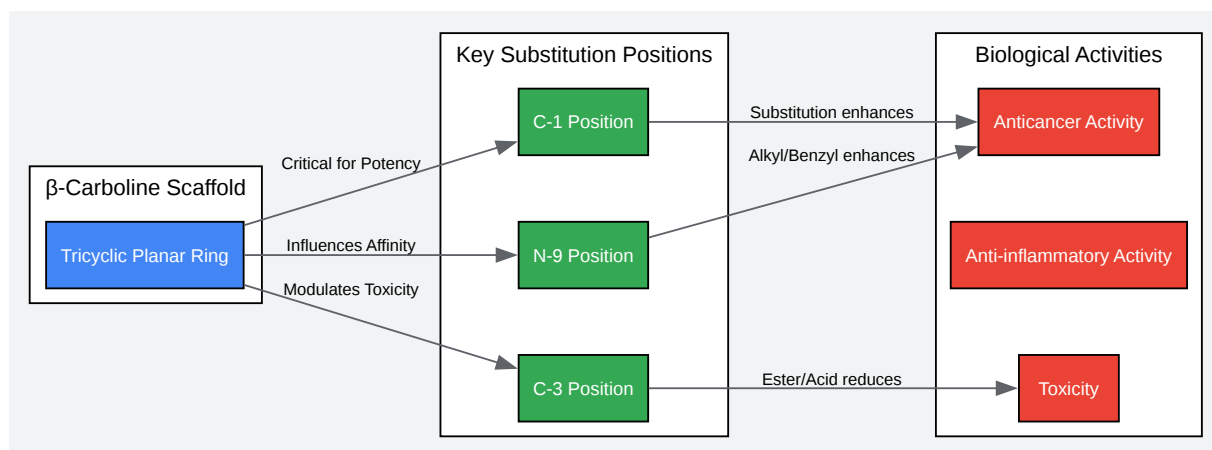 β-Carboline Scaffold
Tricyclic Planar Ring
Critical for Potency
Influences Affinity
Modulates Toxicity
Key Substitution Positions
C-1 Position
N-9 Position
C-3 Position
Substitution enhances
Alkyl/Benzyl enhances
Ester/Acid reduces
Biological Activities
Anticancer Activity
Anti-inflammatory Activity
Toxicity